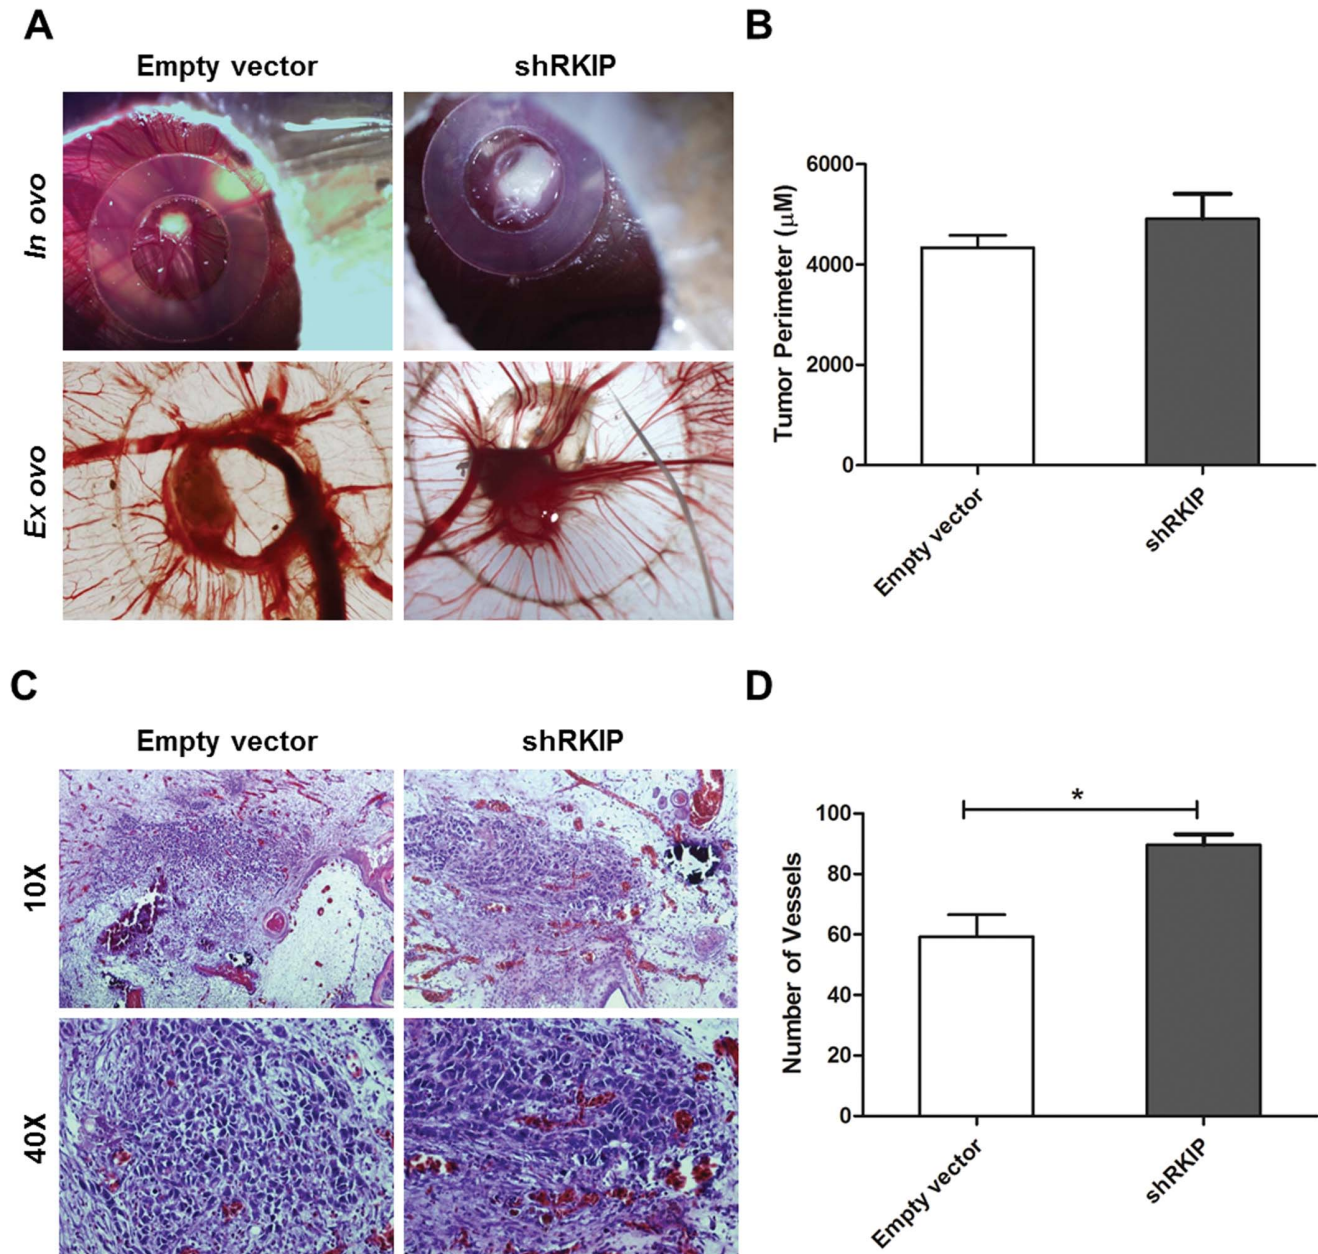 A
Empty vector
shRKIP
In ovo
Ex ovo
B
Tumor Perimeter (μM)
6000
4000
2000
0
Empty vector
shRKIP
C
Empty vector
shRKIP
10X
40X
D
Number of Vessels
100
80
60
40
20
0
*
Empty vector
shRKIP